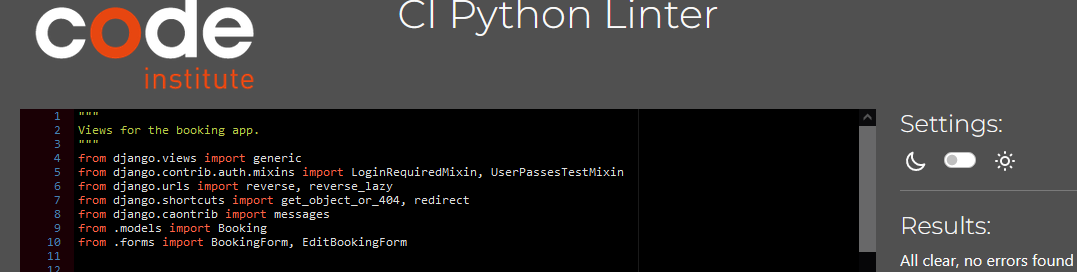 code
institute
CI Python Linter
1 """
2 Views for the booking app.
3 """
4 from django.views import generic
5 from django.contrib.auth.mixins import LoginRequiredMixin, UserPassesTestMixin
6 from django.urls import reverse, reverse_lazy
7 from django.shortcuts import get_object_or_404, redirect
8 from django.caontrib import messages
9 from .models import Booking
10 from .forms import BookingForm, EditBookingForm
11
12
Settings:
Results:
All clear, no errors found